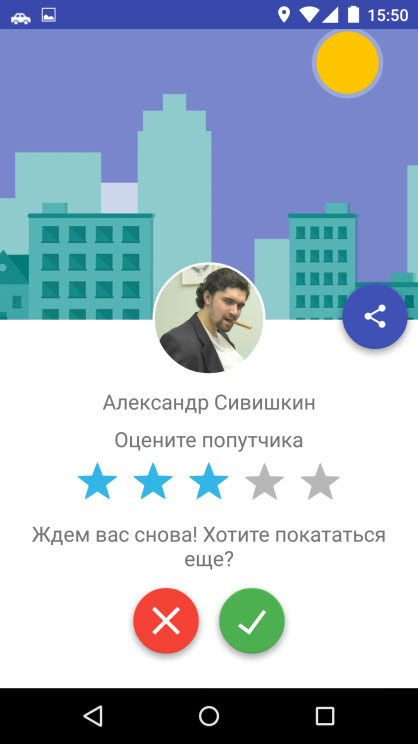 15:50
Александр Сивишкин
Оцените попутчика
Ждем вас снова! Хотите покататься
еще?